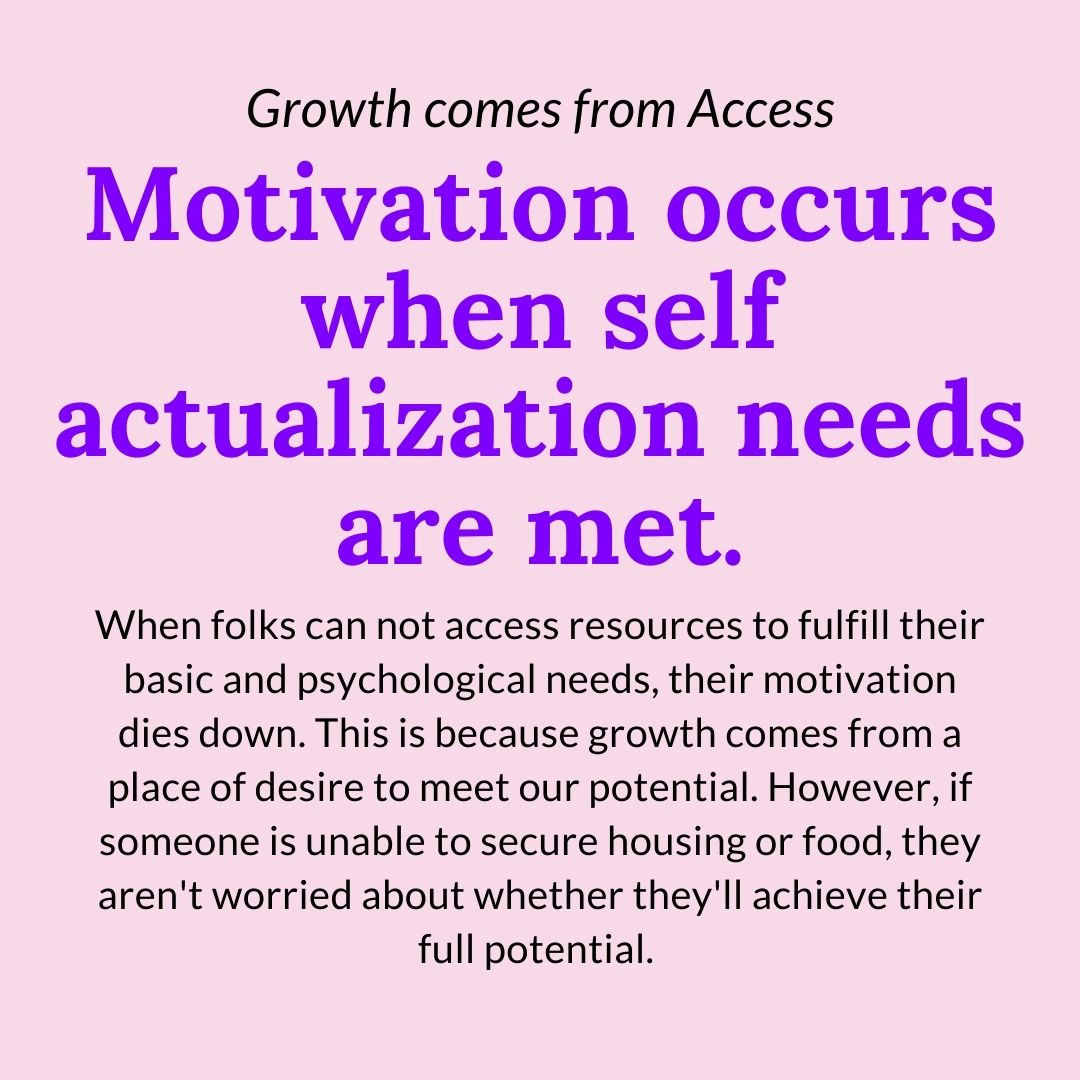 Growth comes from Access
Motivation occurs
when self
actualization needs
are met.
When folks can not access resources to fulfill their
basic and psychological needs, their motivation
dies down. This is because growth comes from a
place of desire to meet our potential. However, if
someone is unable to secure housing or food, they
aren't worried about whether they'll achieve their
full potential.